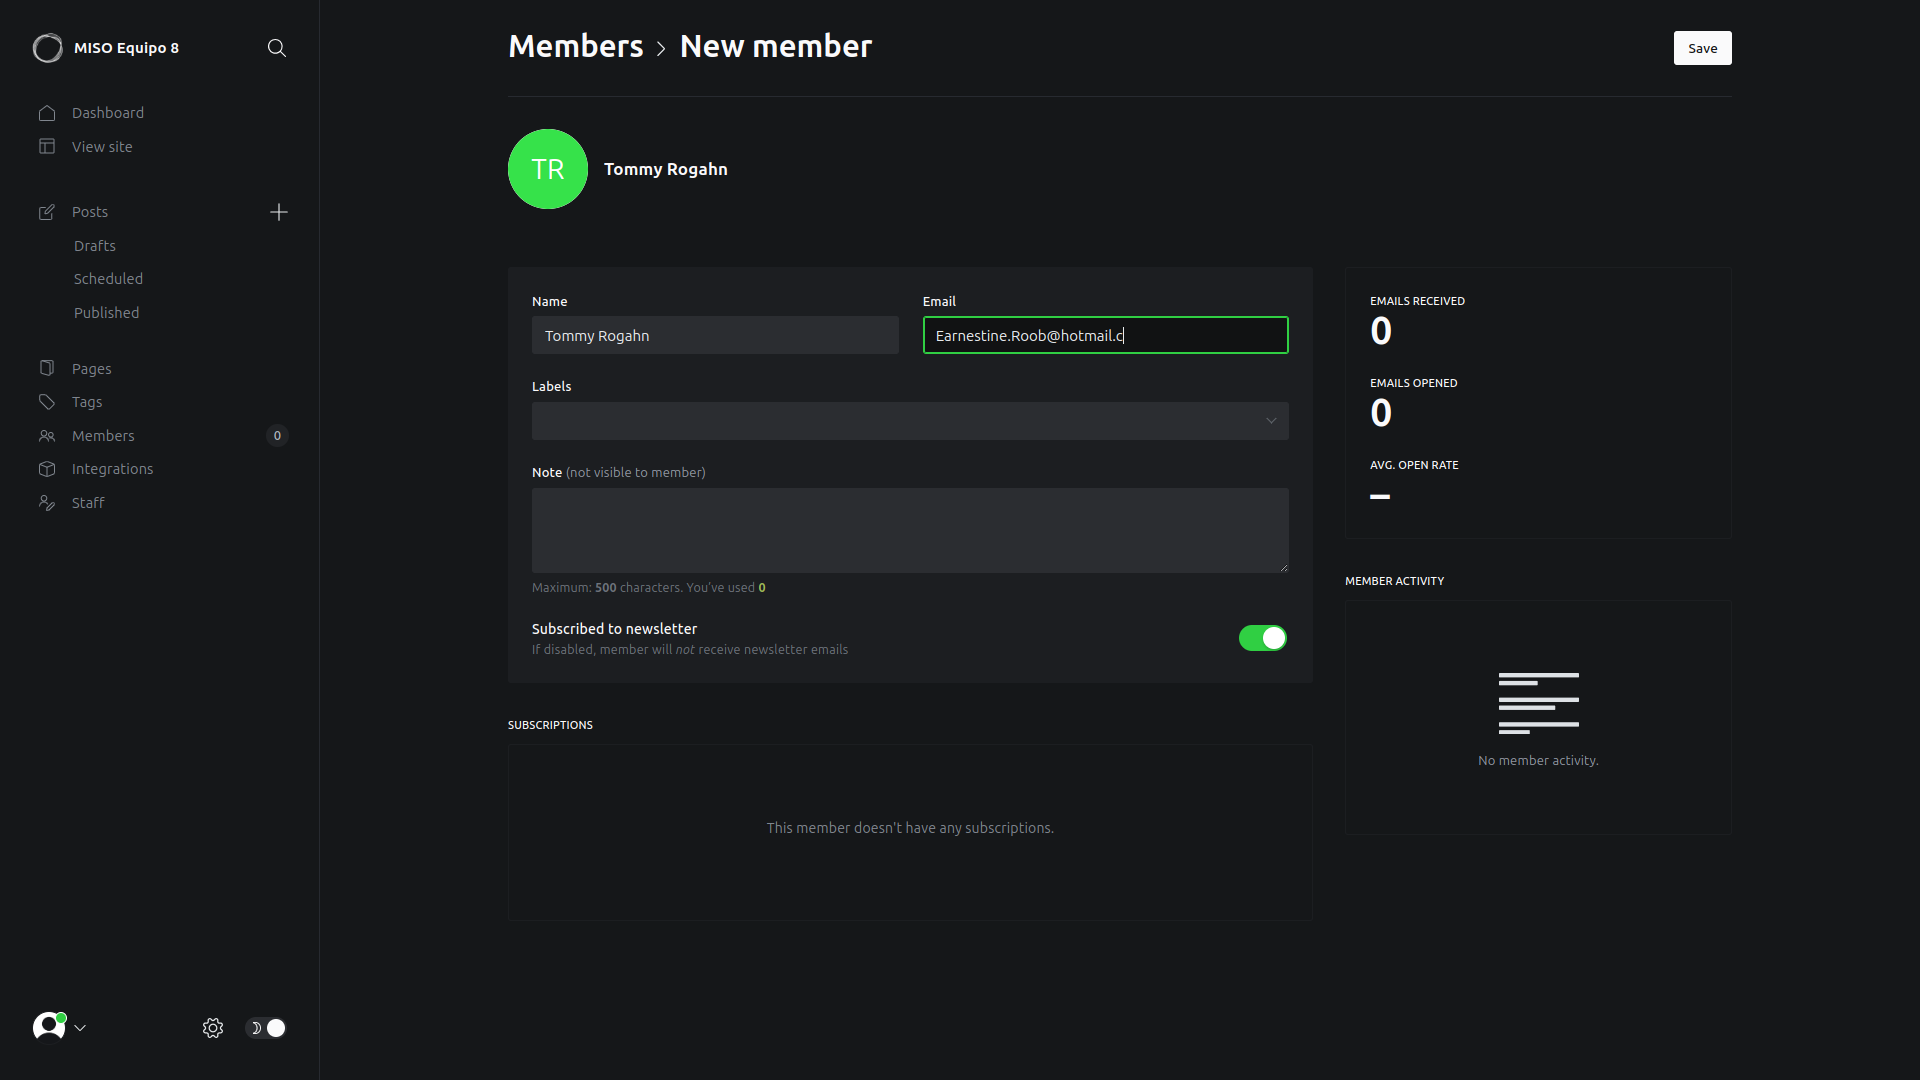 MISO Equipo 8
Dashboard
View site
Posts
Drafts
Scheduled
Published
Pages
Tags
Members
0
Integrations
Staff
Members > New member
Save
TR
Tommy Rogahn
Name
Tommy Rogahn
Email
Earnestine.Roob@hotmail.c
Labels
Note (not visible to member)
Maximum: 500 characters. You've used 0
Subscribed to newsletter
If disabled, member will not receive newsletter emails
SUBSCRIPTIONS
This member doesn't have any subscriptions.
EMAILS RECEIVED
0
EMAILS OPENED
0
AVG. OPEN RATE
–
MEMBER ACTIVITY
No member activity.